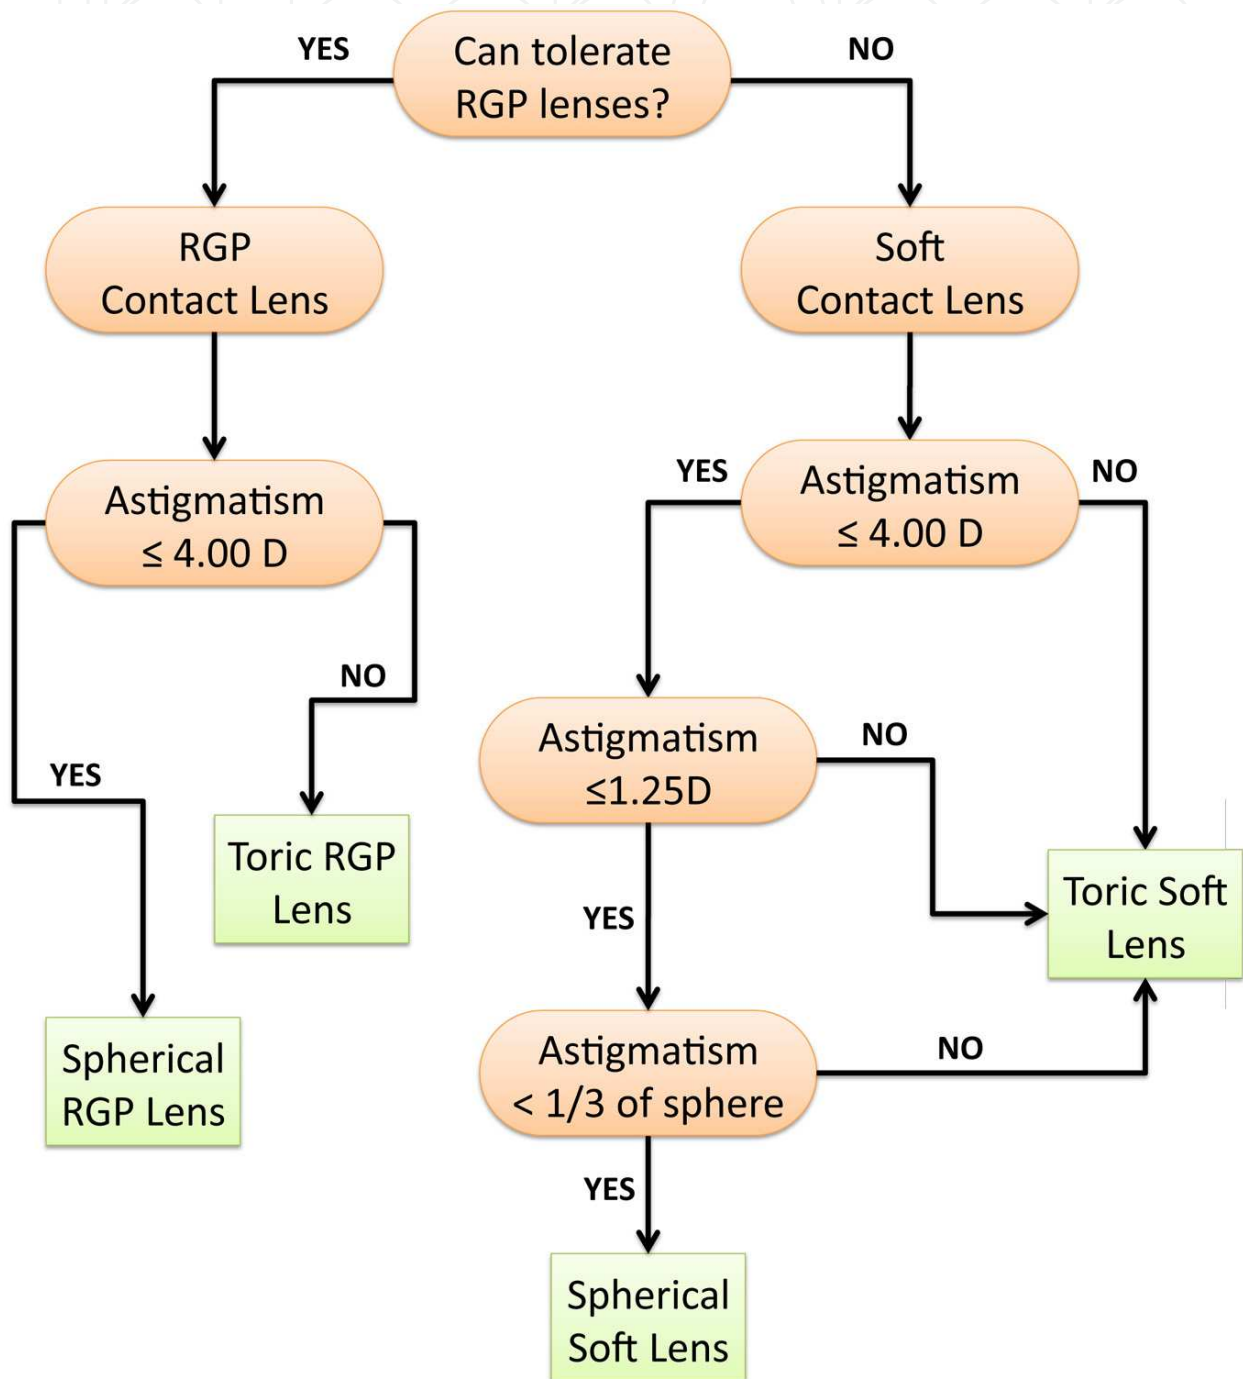 YES
Can tolerate
RGP lenses?
NO
RGP
Contact Lens
Soft
Contact Lens
Astigmatism
≤ 4.00 D
YES
Astigmatism
≤ 4.00 D
NO
NO
YES
Astigmatism
≤1.25D
NO
Toric RGP
Lens
Toric Soft
Lens
YES
Spherical
RGP Lens
Astigmatism
< 1/3 of sphere
NO
YES
Spherical
Soft Lens